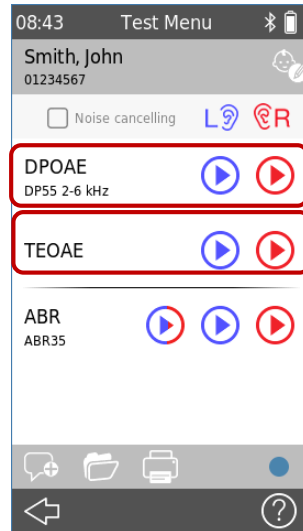 08:43 Test Menu
Smith, John
01234567
Noise cancelling L R
DPOAE
DP55 2-6 kHz
TEOAE
ABR
ABR35
?